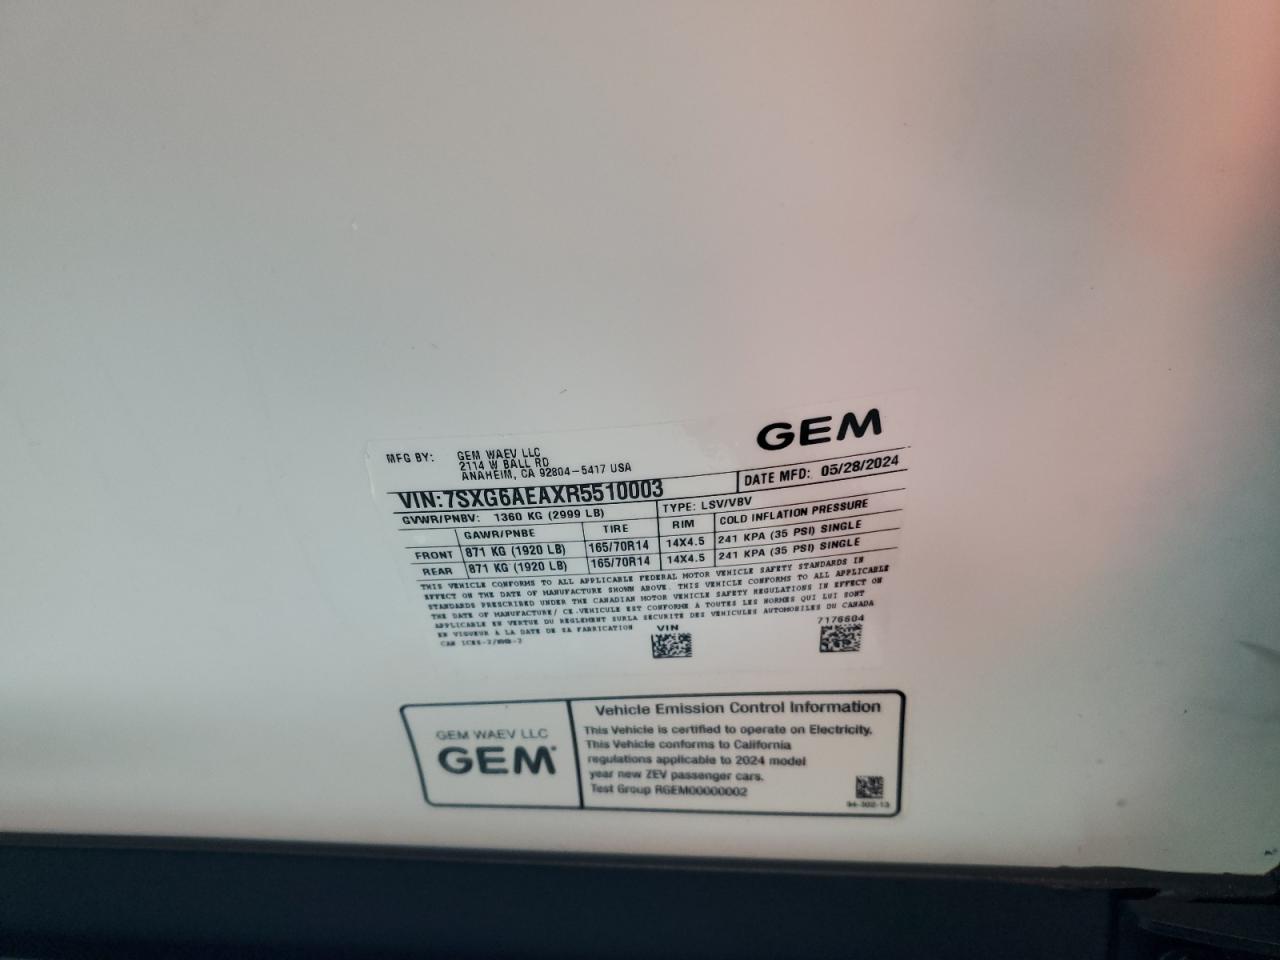 GEM
MFG BY: GEM WAEV LLC
2114 W BALL RD
ANAHEIM, CA 92804-5417 USA
DATE MFD: 05/28/2024
VIN:7SXG6AEAXR5510003
GVWR/PNBV: 1360 KG (2999 LB) TYPE: LSV/VBV
GAWR/PNBE TIRE RIM COLD INFLATION PRESSURE
FRONT 871 KG (1920 LB) 165/70R14 14X4.5 241 KPA (35 PSI) SINGLE
REAR 871 KG (1920 LB) 165/70R14 14X4.5 241 KPA (35 PSI) SINGLE
THIS VEHICLE CONFORMS TO ALL APPLICABLE FEDERAL MOTOR VEHICLE SAFETY STANDARDS IN
EFFECT ON THE DATE OF MANUFACTURE SHOWN ABOVE. THIS VEHICLE CONFORMS TO ALL APPLICABLE
STANDARDS PRESCRIBED UNDER THE CANADIAN MOTOR VEHICLE SAFETY REGULATIONS IN EFFECT ON
THE DATE OF MANUFACTURE/ CE.VEHICULE EST CONFORME À TOUTES LES NORMES QUI LUI SONT
APPLICABLES EN VERTUE DU REGLEMENT SURLA SECURITE DES VEHICULES AUTOMOBILES DU CANADA
EN VIGUEUR À LA DATE DE SA FABRICATION
VIN 7176604
GEM WAEV LLC
GEM
Vehicle Emission Control Information
This Vehicle is certified to operate on Electricity.
This Vehicle conforms to California
regulations applicable to 2024 model
year new ZEV passenger cars.
Test Group RGEM00000002